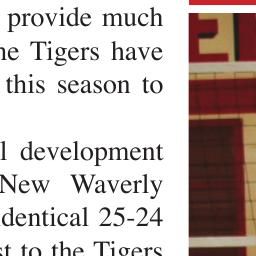 provide much
he Tigers have
this season to
l development
New Waverly
identical 25-24
st to the Tigers